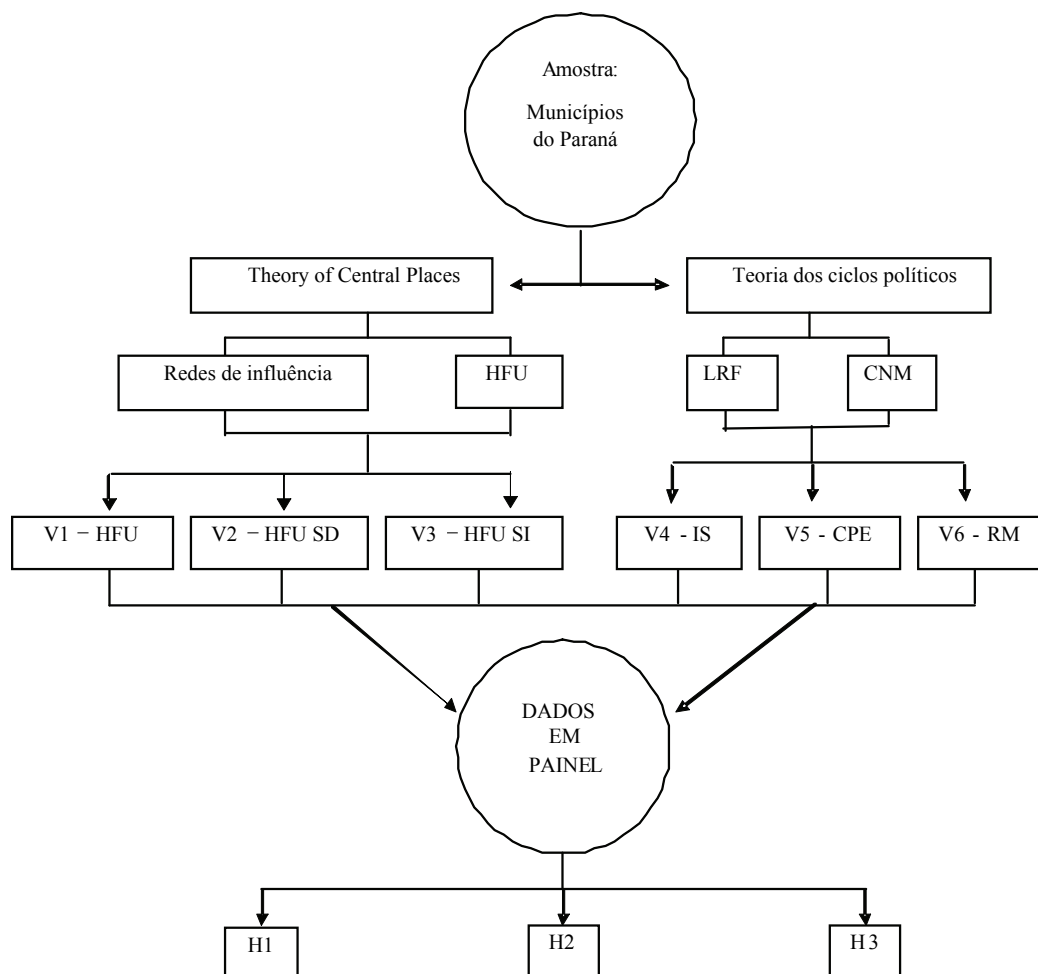 Amostra:
Municípios
do Paraná
Theory of Central Places
Teoria dos ciclos políticos
Redes de influência
HFU
LRF
CNM
V1 – HFU
V2 – HFU SD
V3 – HFU SI
V4 - IS
V5 - CPE
V6 - RM
DADOS
EM
PAINEL
H1
H2
H3